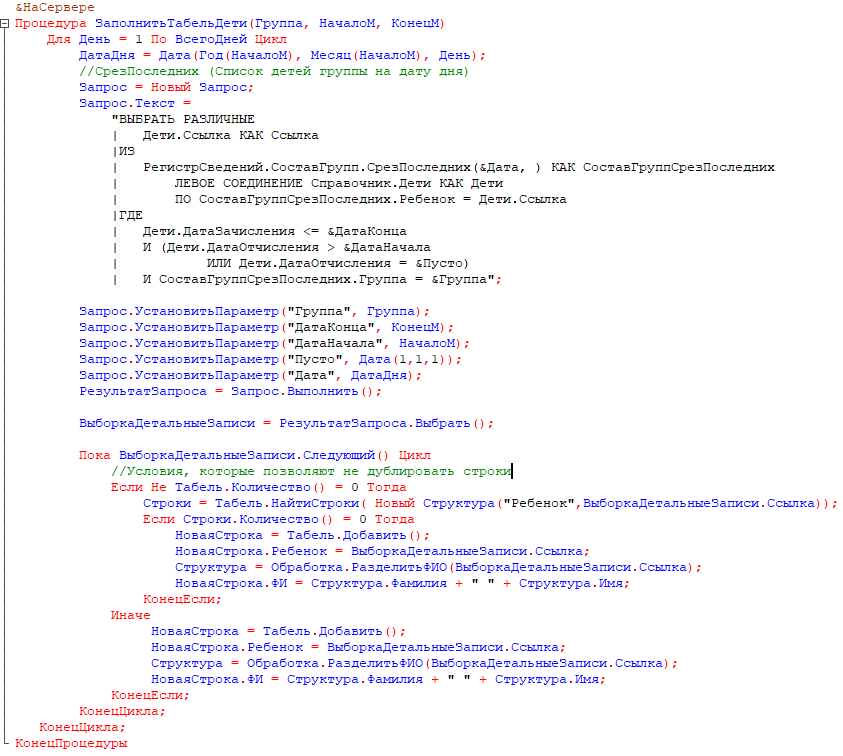 &НаСервере
Процедура ЗаполнитьТабельДети(Группа, НачалоМ, КонецМ)
Для День = 1 По ВсегоДней Цикл
ДатаДня = Дата(Год(НачалоМ), Месяц(НачалоМ), День);
//СрезПоследних (Список детей группы на дату дня)
Запрос = Новый Запрос;
Запрос.Текст =
"ВЫБРАТЬ РАЗЛИЧНЫЕ
|   Дети.Ссылка КАК Ссылка
|ИЗ
|   РегистрСведений.СоставГрупп.СрезПоследних(&Дата, ) КАК СоставГруппСрезПоследних
|       ЛЕВОЕ СОЕДИНЕНИЕ Справочник.Дети КАК Дети
|       ПО СоставГруппСрезПоследних.Ребенок = Дети.Ссылка
|ГДЕ
|   Дети.ДатаЗачисления <= &ДатаКонца
|   И (Дети.ДатаОтчисления > &ДатаНачала
|           ИЛИ Дети.ДатаОтчисления = &Пусто)
|   И СоставГруппСрезПоследних.Группа = &Группа";
Запрос.УстановитьПараметр("Группа", Группа);
Запрос.УстановитьПараметр("ДатаКонца", КонецМ);
Запрос.УстановитьПараметр("ДатаНачала", НачалоМ);
Запрос.УстановитьПараметр("Пусто", Дата(1,1,1));
Запрос.УстановитьПараметр("Дата", ДатаДня);
РезультатЗапроса = Запрос.Выполнить();
ВыборкаДетальныеЗаписи = РезультатЗапроса.Выбрать();
Пока ВыборкаДетальныеЗаписи.Следующий() Цикл
//Условия, которые позволяют не дублировать строки
Если Не Табель.Количество() = 0 Тогда
Строки = Табель.НайтиСтроки( Новый Структура("Ребенок",ВыборкаДетальныеЗаписи.Ссылка));
Если Строки.Количество() = 0 Тогда
НоваяСтрока = Табель.Добавить();
НоваяСтрока.Ребенок = ВыборкаДетальныеЗаписи.Ссылка;
Структура = Обработка.РазделитьФИО(ВыборкаДетальныеЗаписи.Ссылка);
НоваяСтрока.ФИ = Структура.Фамилия + " " + Структура.Имя;
КонецЕсли;
Иначе
НоваяСтрока = Табель.Добавить();
НоваяСтрока.Ребенок = ВыборкаДетальныеЗаписи.Ссылка;
Структура = Обработка.РазделитьФИО(ВыборкаДетальныеЗаписи.Ссылка);
НоваяСтрока.ФИ = Структура.Фамилия + " " + Структура.Имя;
КонецЕсли;
КонецЦикла;
КонецЦикла;
КонецПроцедуры